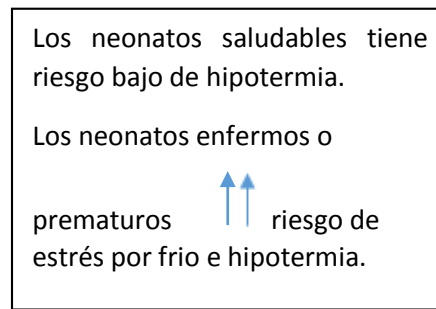 Los neonatos saludables tiene
riesgo bajo de hipotermia.
Los neonatos enfermos o
prematuros riesgo de
estrés por frio e hipotermia.